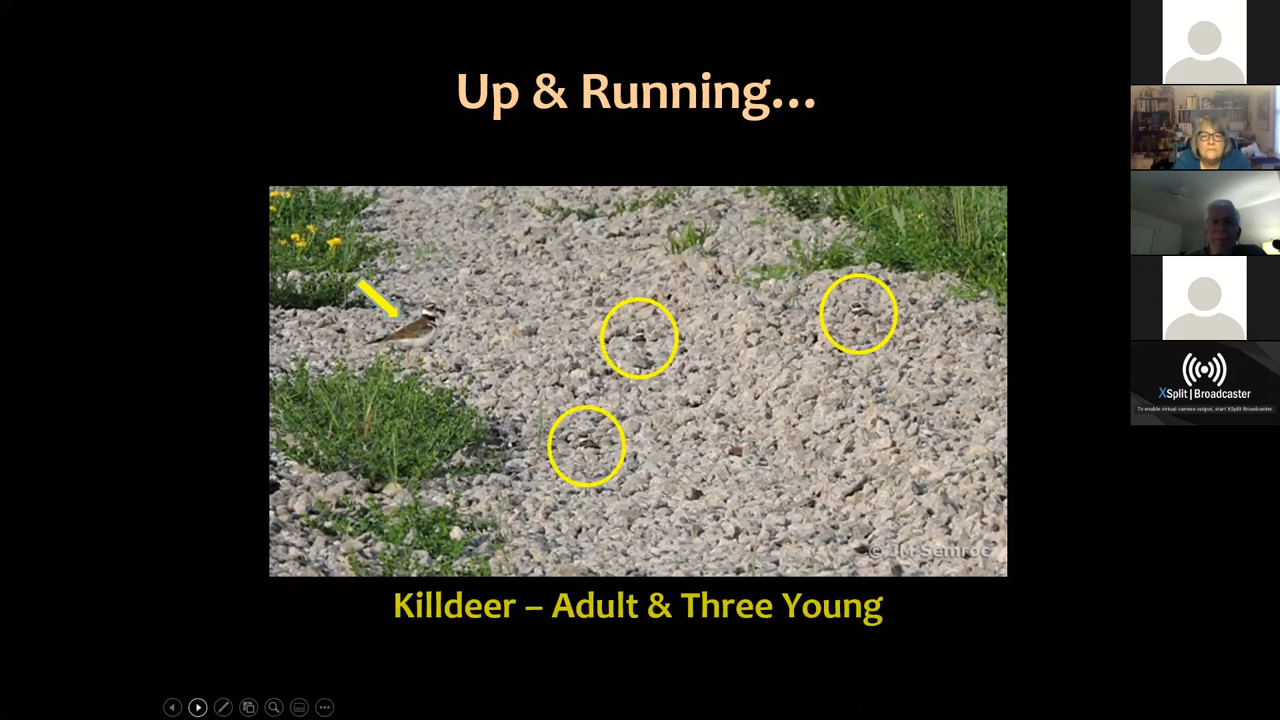 Up & Running...
© JM Semroc
Killdeer – Adult & Three Young
XSplit | Broadcaster
To enable virtual camera output, start XSplit Broadcaster.